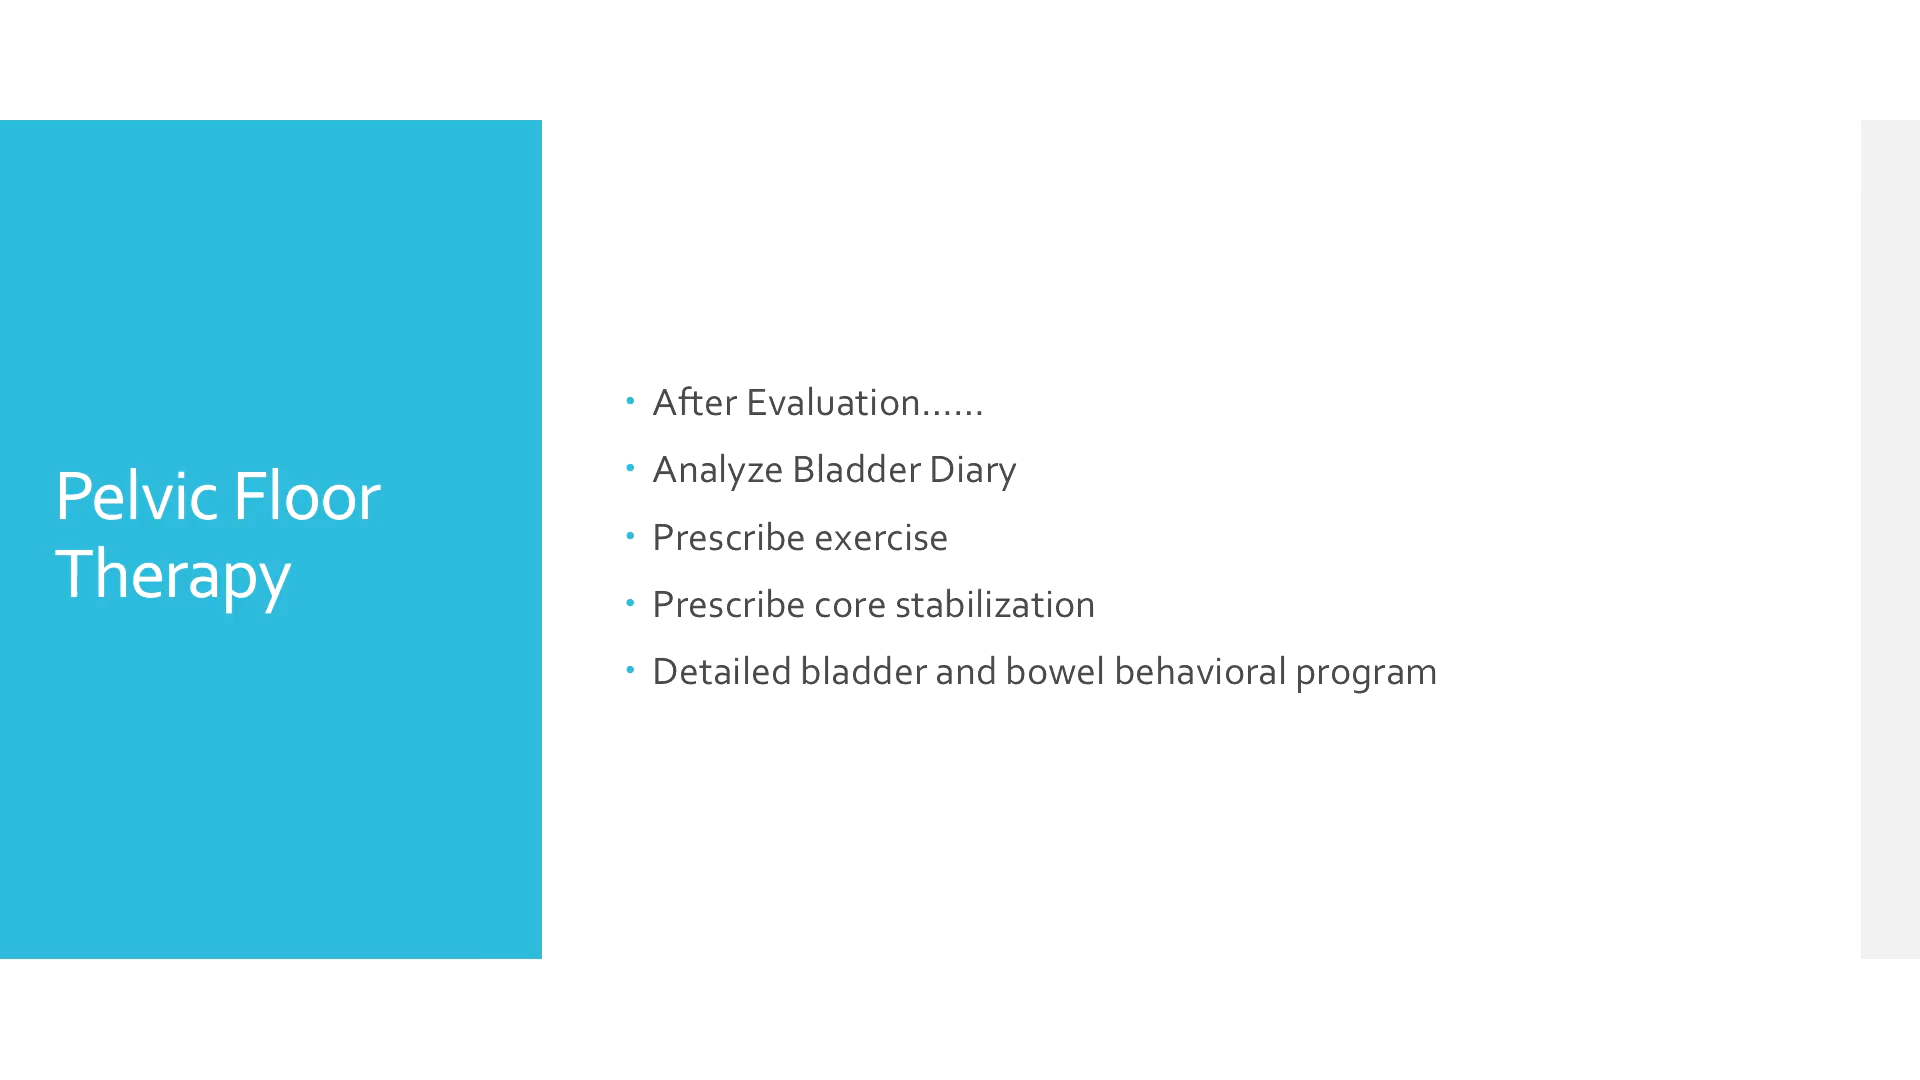 Pelvic Floor
Therapy
• After Evaluation......
• Analyze Bladder Diary
• Prescribe exercise
• Prescribe core stabilization
• Detailed bladder and bowel behavioral program